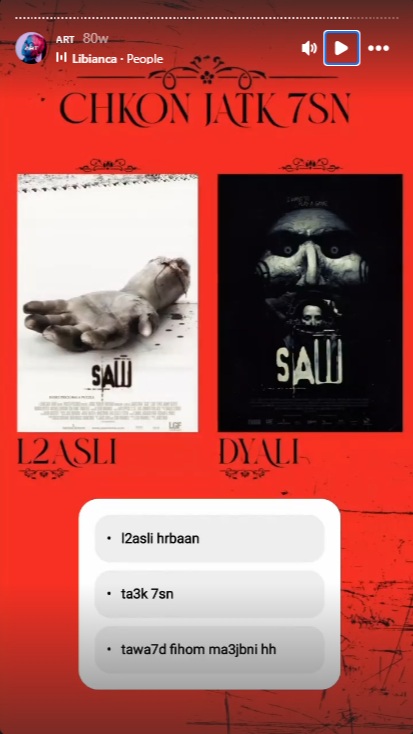 ART 80w
Libianca · People
CHKON JATK 7SN
SAW
LGF
SAW
L2ASLI
DYALI
• l2asli hrbaan
• ta3k 7sn
• tawa7d fihom ma3jbni hh